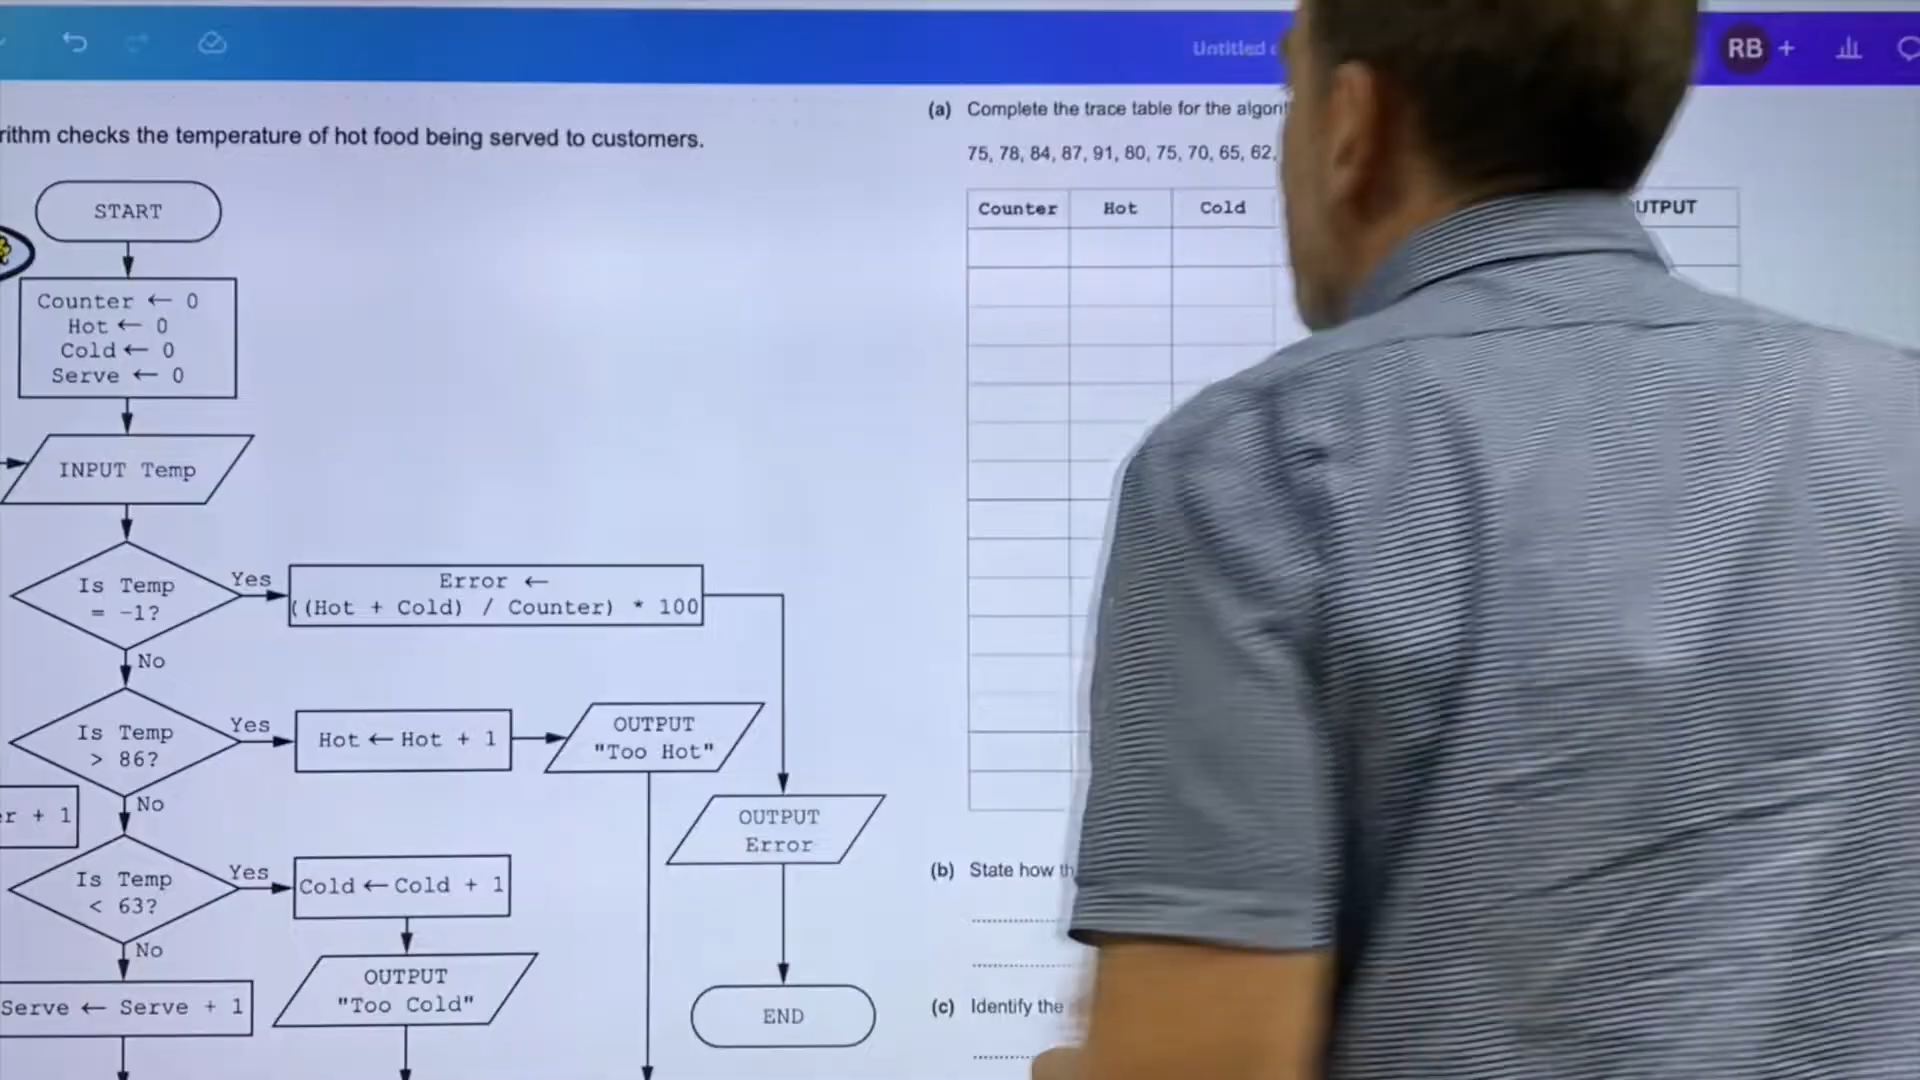 Untitled
RB +
rithm checks the temperature of hot food being served to customers.
START
Counter ← 0
Hot ← 0
Cold ← 0
Serve ← 0
INPUT Temp
Is Temp
= -1?
Yes
Error ←
((Hot + Cold) / Counter) * 100
No
Is Temp
> 86?
Yes
Hot ← Hot + 1
OUTPUT
"Too Hot"
No
r + 1
OUTPUT
Error
Is Temp
< 63?
Yes
Cold ← Cold + 1
No
OUTPUT
"Too Cold"
Serve ← Serve + 1
END
(a) Complete the trace table for the
75, 78, 84, 87, 91, 80, 75, 70, 65, 62,
Counter Hot Cold UTPUT
(b) State how
(c) Identify the